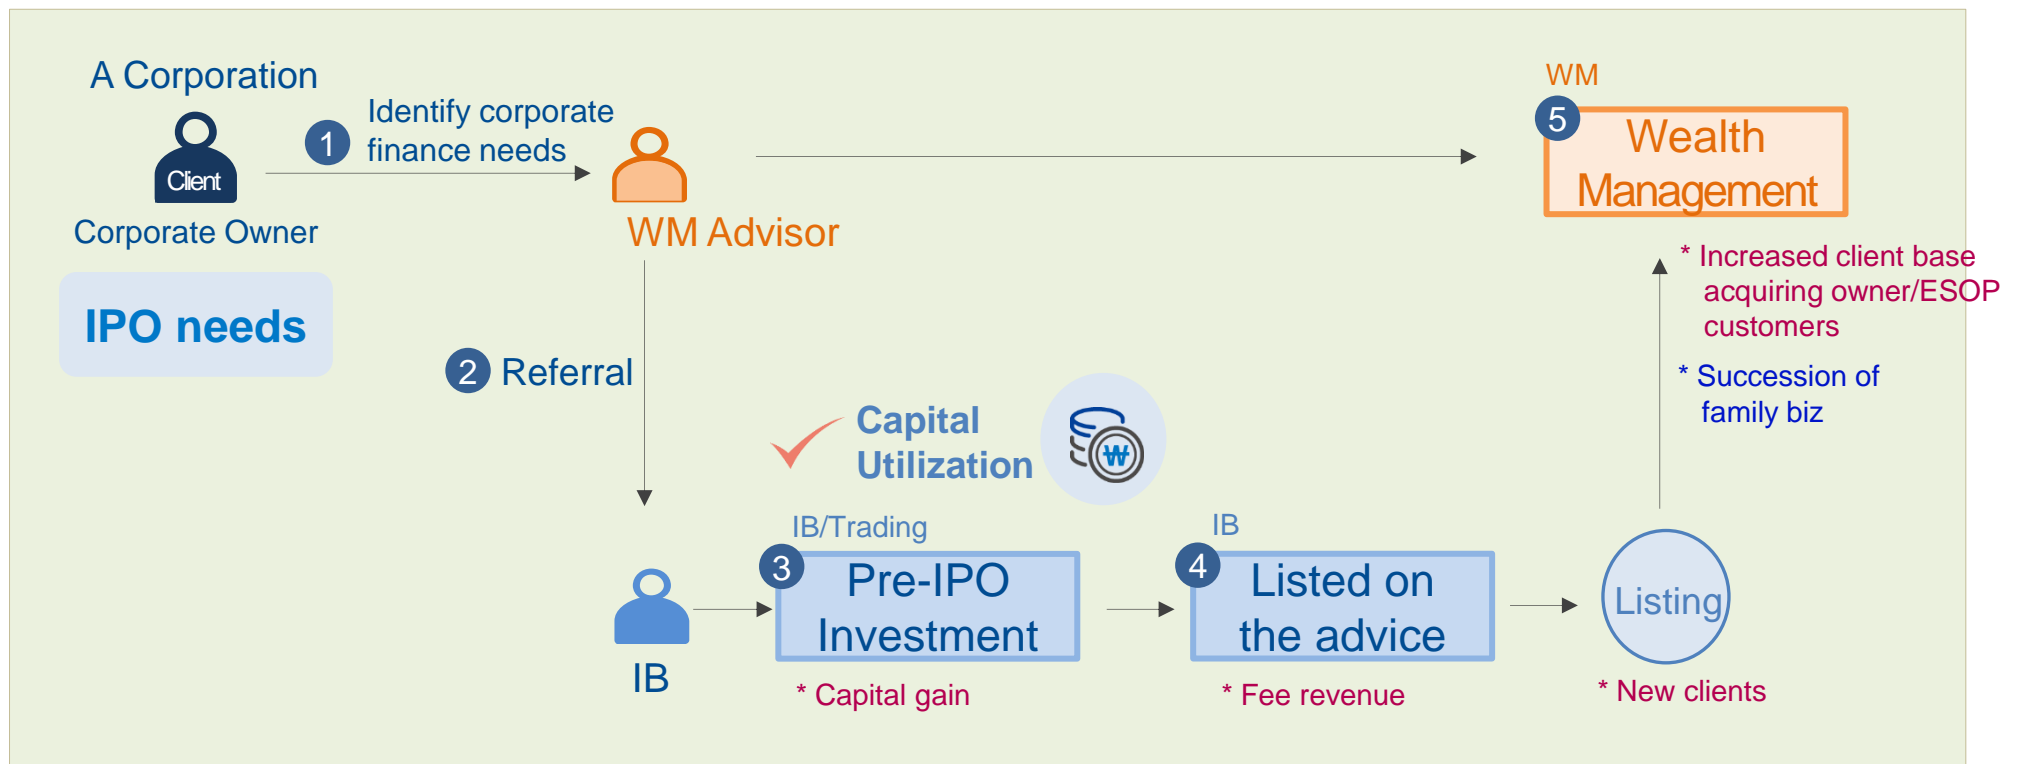 A Corporation
Client
Corporate Owner
IPO needs
1
Identify corporate
finance needs
WM Advisor
2 Referral
Capital
Utilization
₩
IB
IB/Trading
3
Pre-IPO
Investment
* Capital gain
IB
4
Listed on
the advice
* Fee revenue
Listing
* New clients
WM
5
Wealth
Management
* Increased client base
acquiring owner/ESOP
customers
* Succession of
family biz